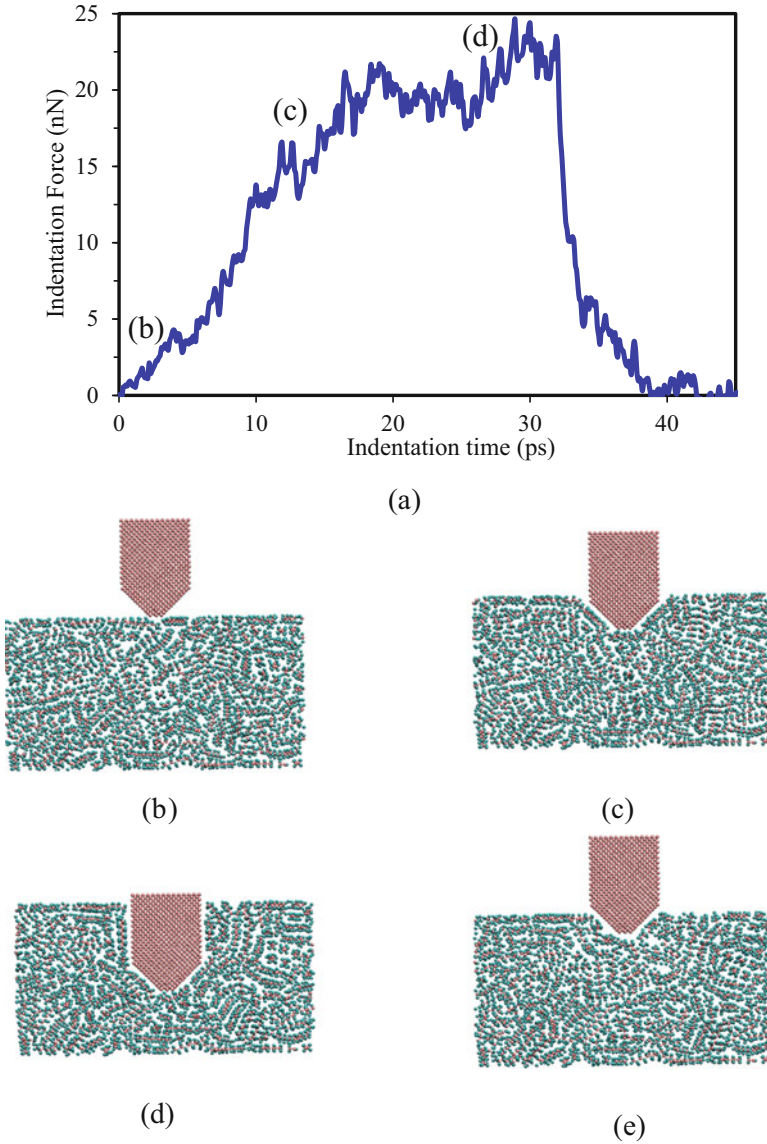 25
20
15
10
5
0
Indentation Force (nN)
(b)
(c)
(d)
0 10 20 30 40
Indentation time (ps)
(a)
(b) (c)
(d) (e)